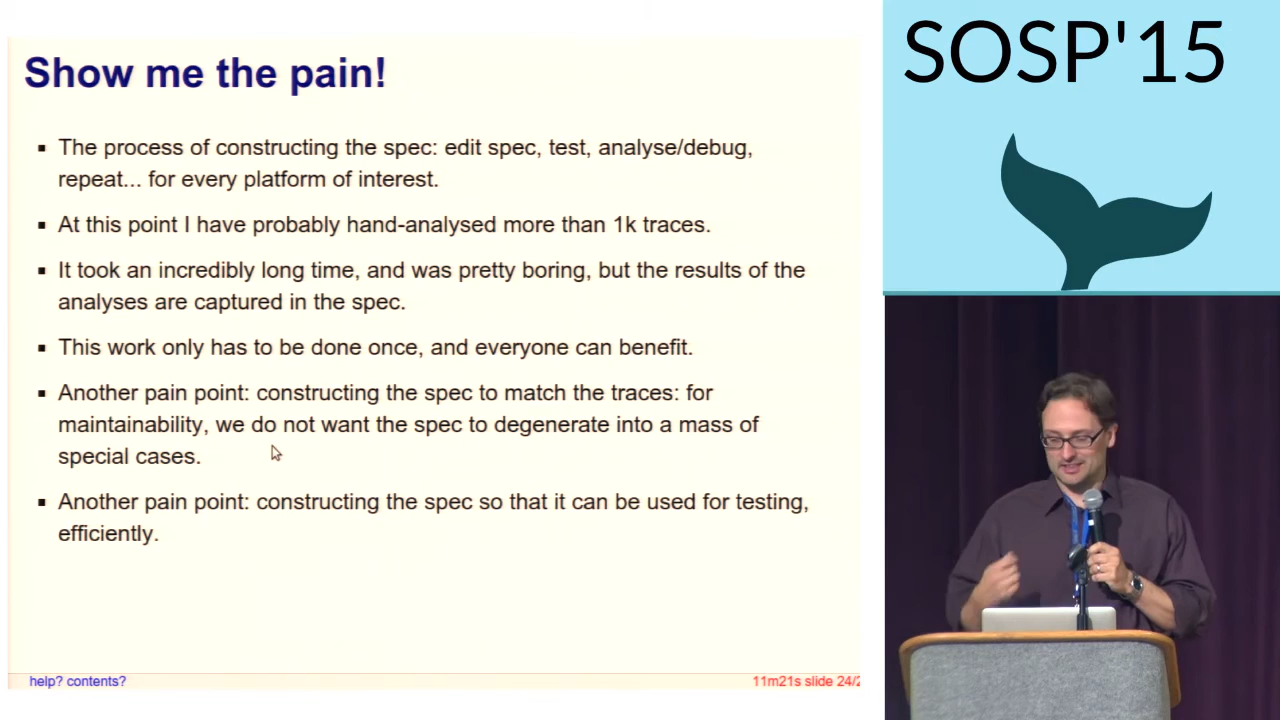 Show me the pain!
SOSP'15
The process of constructing the spec: edit spec, test, analyse/debug,
repeat... for every platform of interest.
At this point I have probably hand-analysed more than 1k traces.
It took an incredibly long time, and was pretty boring, but the results of the
analyses are captured in the spec.
This work only has to be done once, and everyone can benefit.
Another pain point: constructing the spec to match the traces: for
maintainability, we do not want the spec to degenerate into a mass of
special cases.
Another pain point: constructing the spec so that it can be used for testing,
efficiently.
help? contents?
11m21s slide 24/2